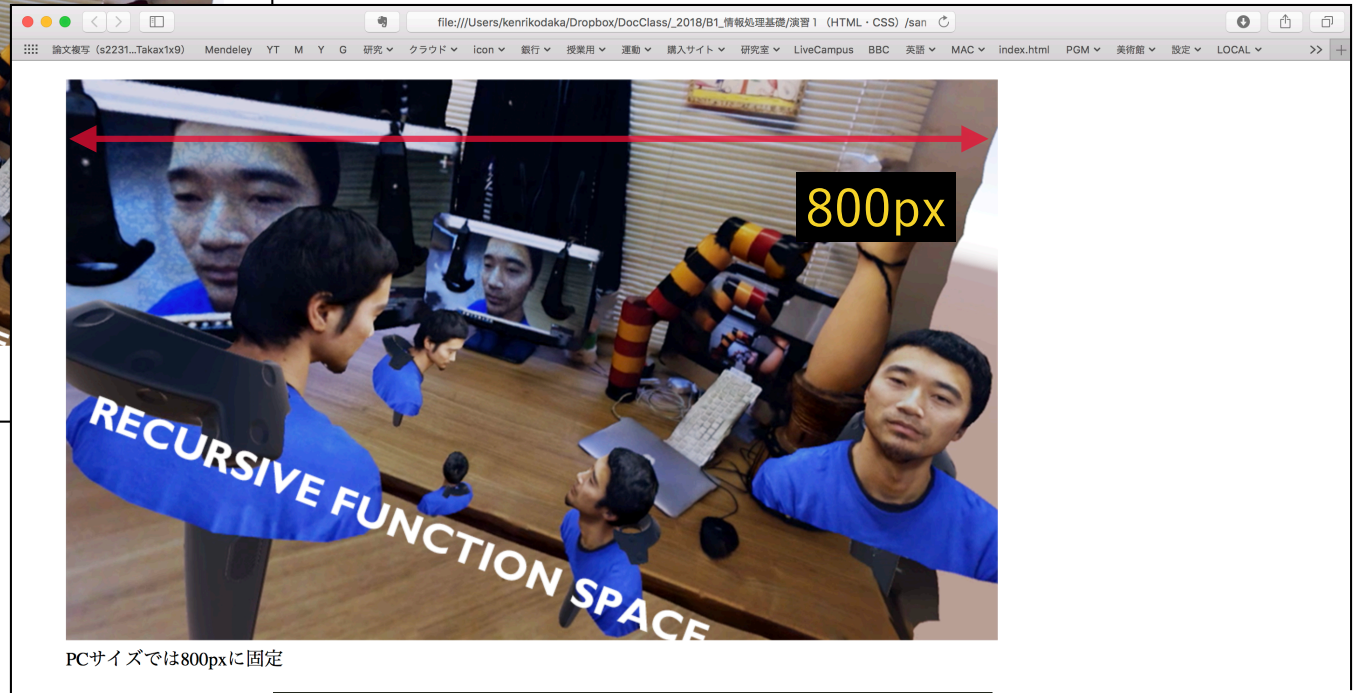 file:///Users/kenrikodaka/Dropbox/DocClass/_2018/B1_情報処理基礎/演習1（HTML・CSS）/san
論文複写 (s2231...Takax1x9) Mendeley YT M Y G 研究 クラウド icon 銀行 授業用 運動 購入サイト 研究室 LiveCampus BBC 英語 MAC index.html PGM 美術館 設定 LOCAL >> +
800px
RECURSIVE FUNCTION SPACE
PCサイズでは800pxに固定